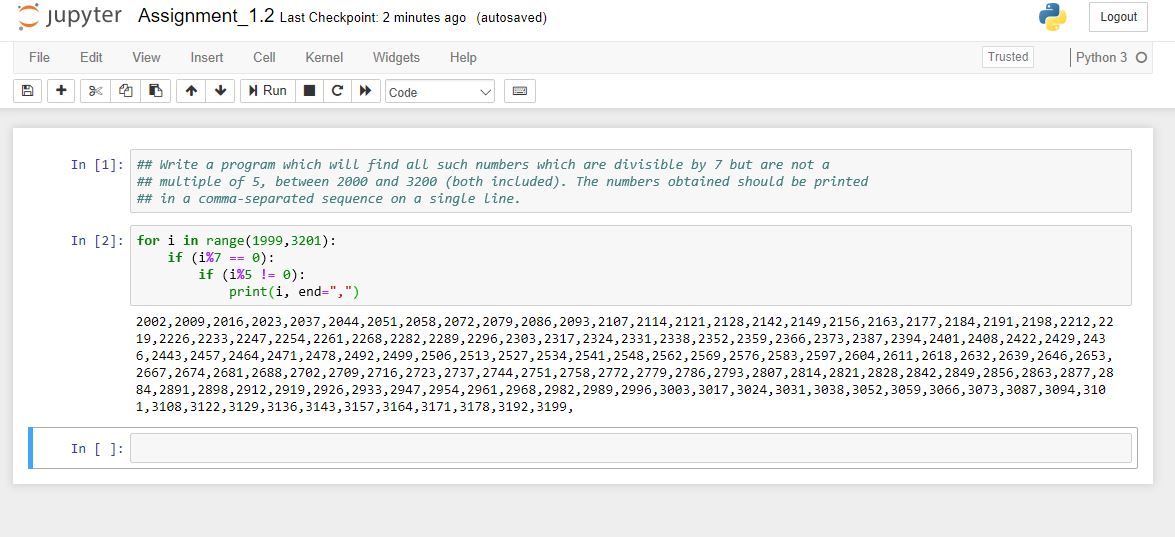 jupyter Assignment_1.2 Last Checkpoint: 2 minutes ago (autosaved)
Logout
File Edit View Insert Cell Kernel Widgets Help Trusted Python 3
Run Code
In [1]: ## Write a program which will find all such numbers which are divisible by 7 but are not a
## multiple of 5, between 2000 and 3200 (both included). The numbers obtained should be printed
## in a comma-separated sequence on a single line.
In [2]: for i in range(1999,3201):
    if (i%7 == 0):
        if (i%5 != 0):
            print(i, end=",")
2002,2009,2016,2023,2037,2044,2051,2058,2072,2079,2086,2093,2107,2114,2121,2128,2142,2149,2156,2163,2177,2184,2191,2198,2212,22
19,2226,2233,2247,2254,2261,2268,2282,2289,2296,2303,2317,2324,2331,2338,2352,2359,2366,2373,2387,2394,2401,2408,2422,2429,243
6,2443,2457,2464,2471,2478,2492,2499,2506,2513,2527,2534,2541,2548,2562,2569,2576,2583,2597,2604,2611,2618,2632,2639,2646,2653,
2667,2674,2681,2688,2702,2709,2716,2723,2737,2744,2751,2758,2772,2779,2786,2793,2807,2814,2821,2828,2842,2849,2856,2863,2877,28
84,2891,2898,2912,2919,2926,2933,2947,2954,2961,2968,2982,2989,2996,3003,3017,3024,3031,3038,3052,3059,3066,3073,3087,3094,310
1,3108,3122,3129,3136,3143,3157,3164,3171,3178,3192,3199,
In [ ]: